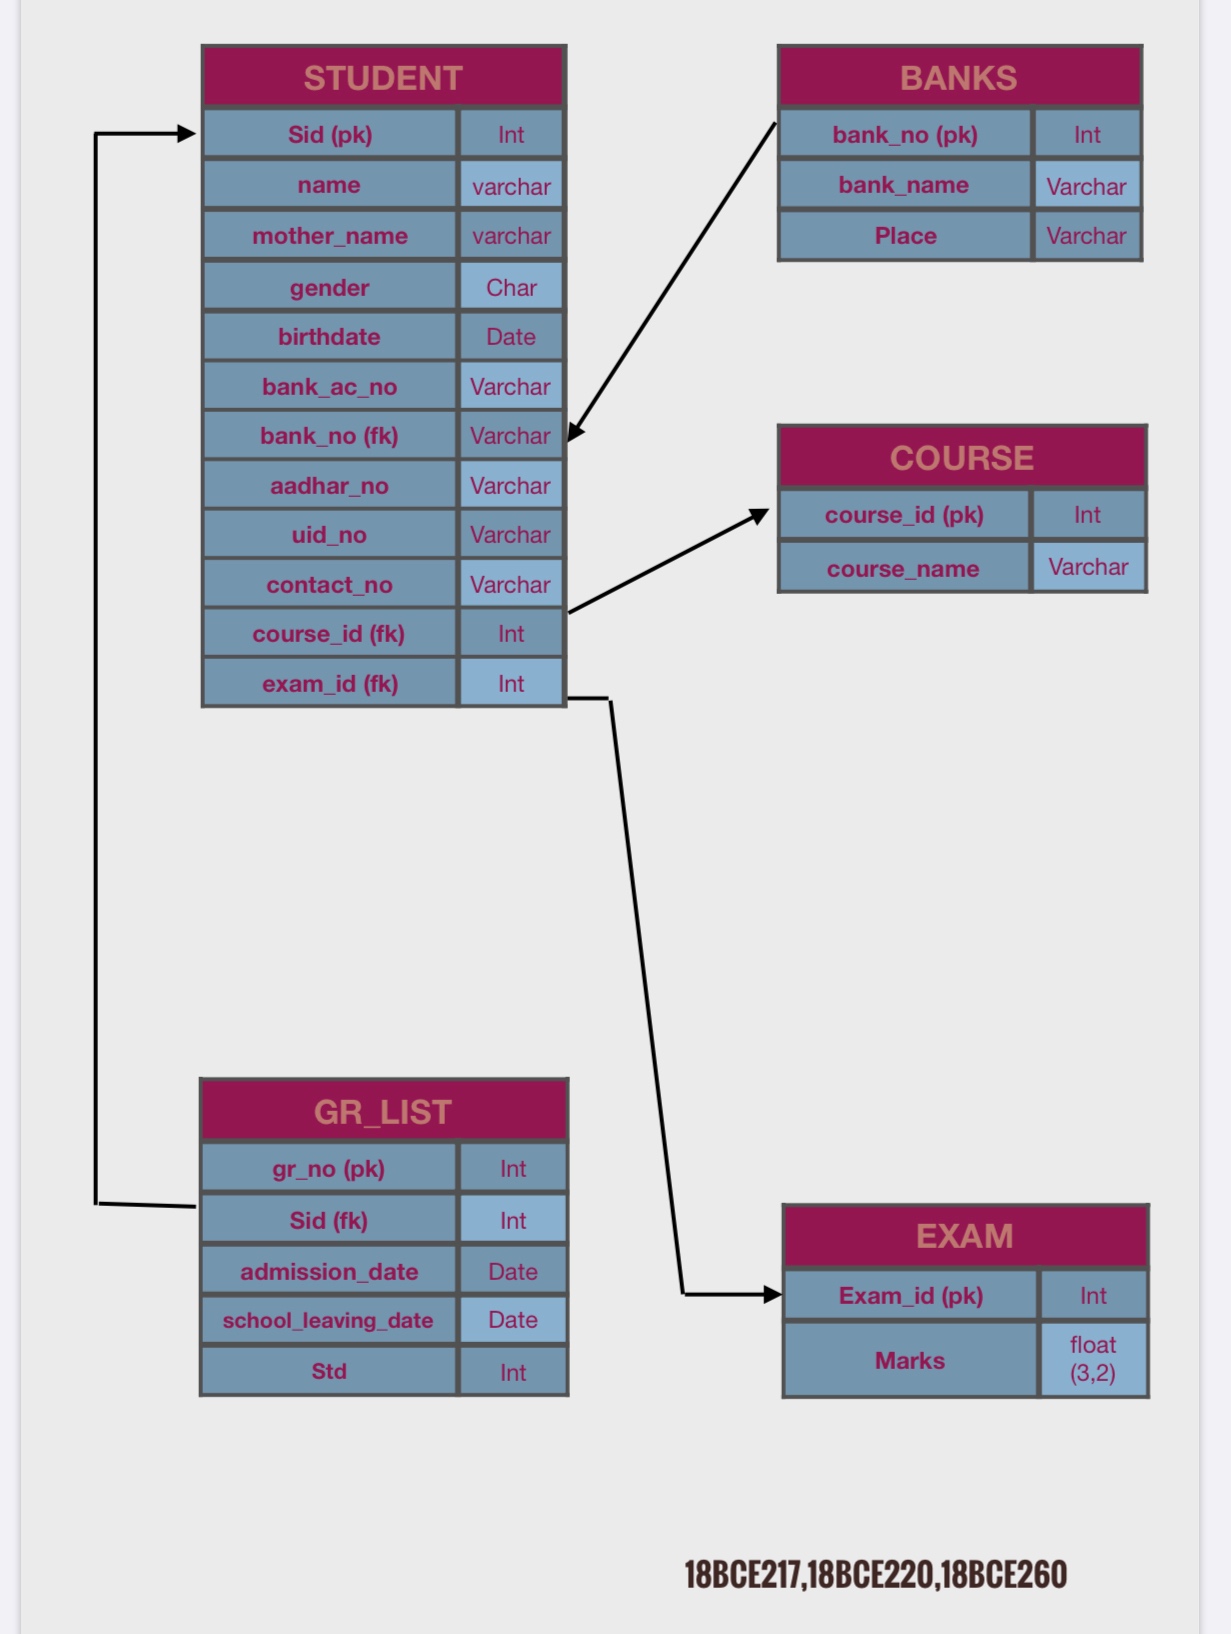 STUDENT
Sid (pk) Int
name varchar
mother_name varchar
gender Char
birthdate Date
bank_ac_no Varchar
bank_no (fk) Varchar
aadhar_no Varchar
uid_no Varchar
contact_no Varchar
course_id (fk) Int
exam_id (fk) Int
BANKS
bank_no (pk) Int
bank_name Varchar
Place Varchar
COURSE
course_id (pk) Int
course_name Varchar
GR_LIST
gr_no (pk) Int
Sid (fk) Int
admission_date Date
school_leaving_date Date
Std Int
EXAM
Exam_id (pk) Int
Marks float
(3,2)
18BCE217,18BCE220,18BCE260